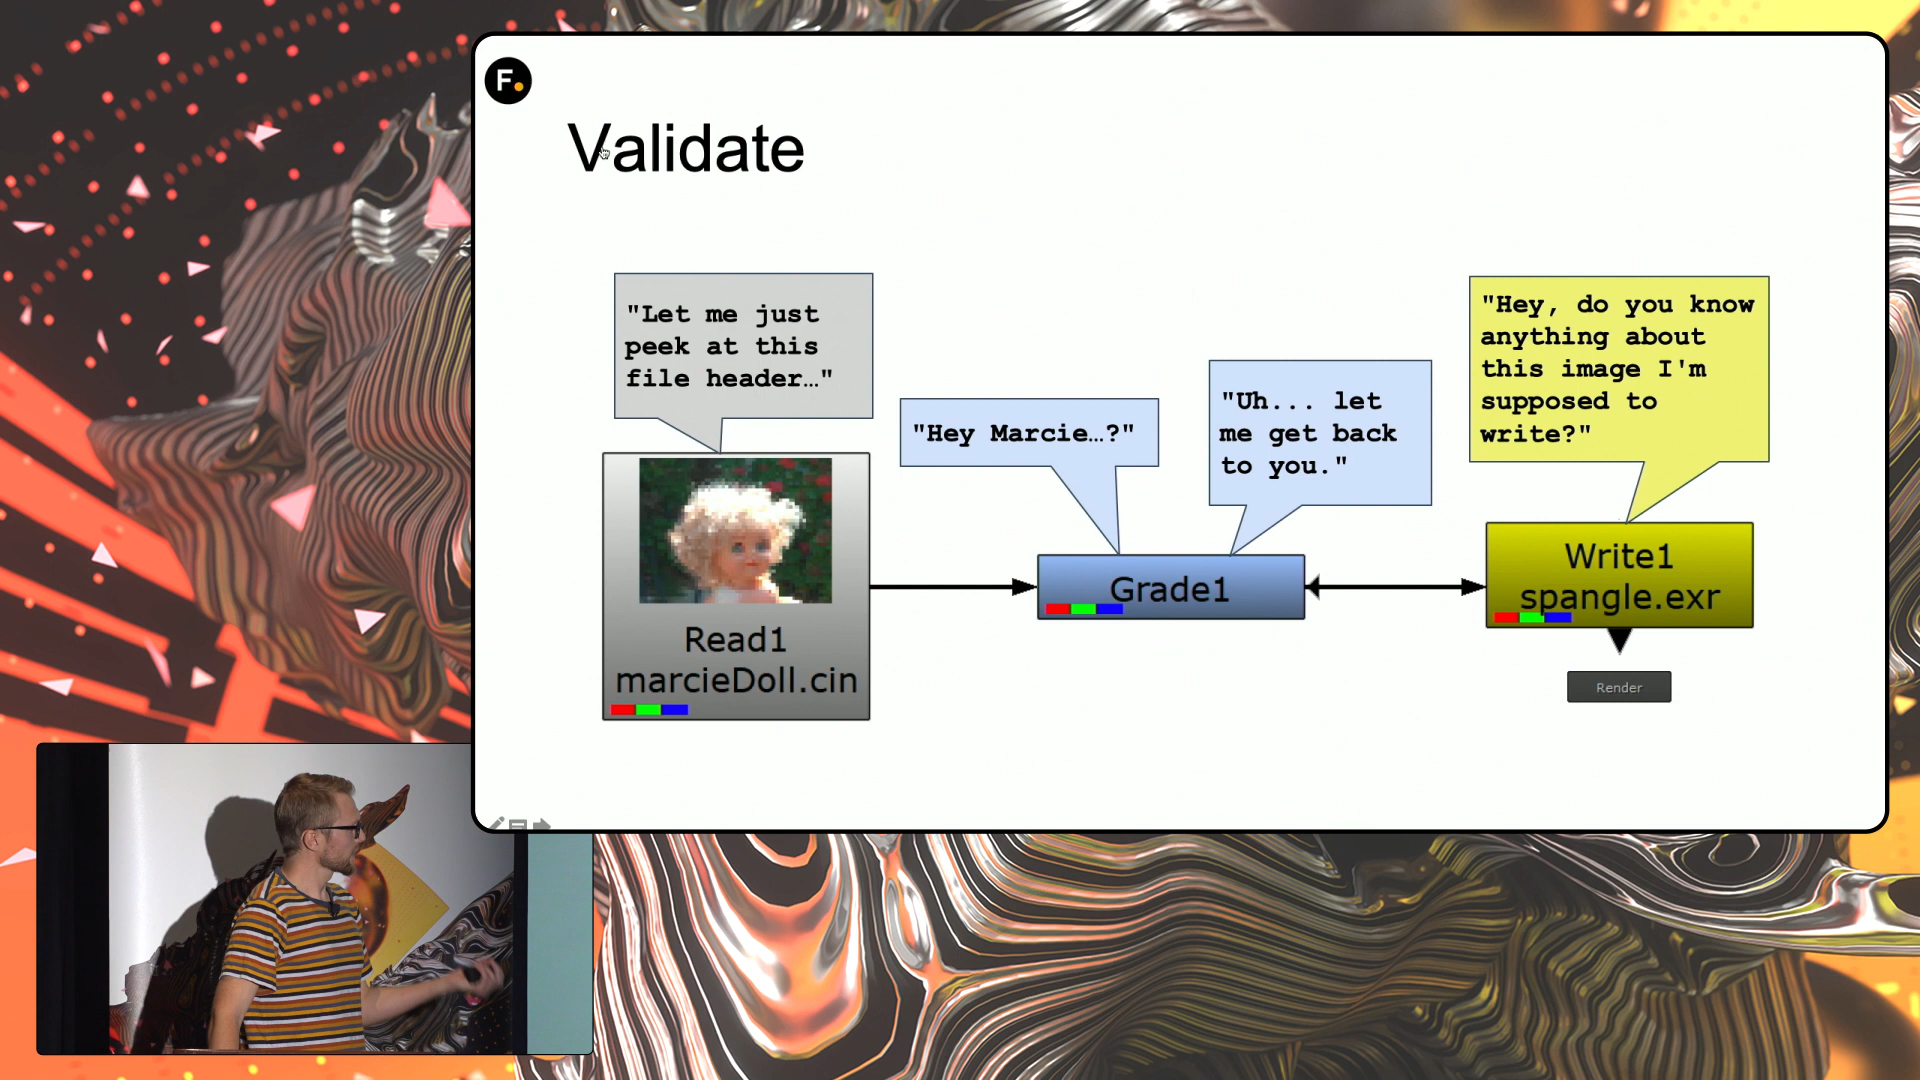 F.
Validate
"Let me just
peek at this
file header…"
"Hey Marcie…?"
"Uh... let
me get back
to you."
"Hey, do you know
anything about
this image I'm
supposed to
write?"
Read1
marcieDoll.cin
Grade1
Write1
spangle.exr
Render